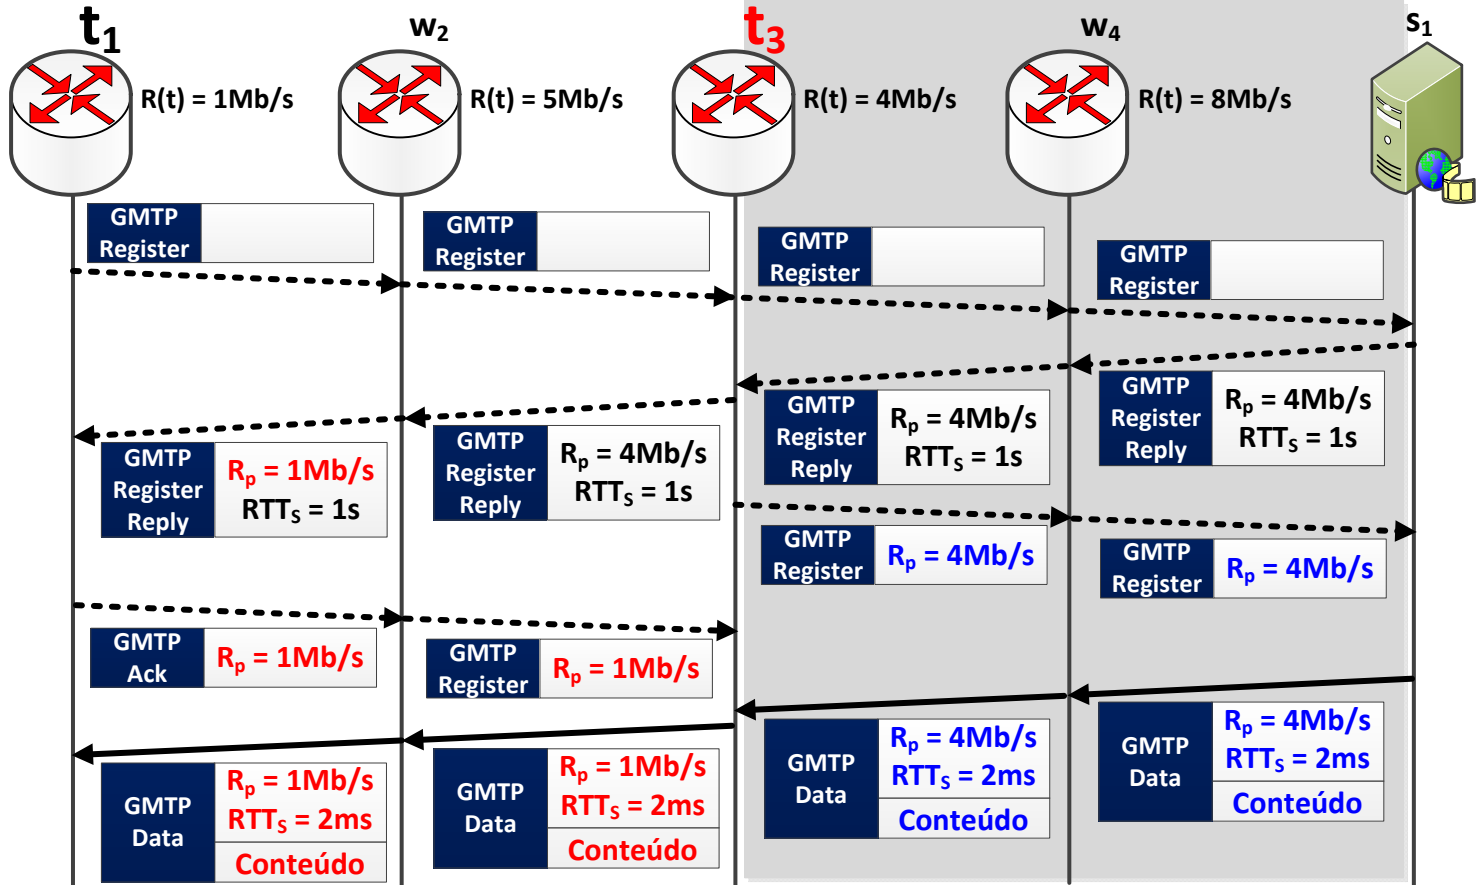 t1 w2 t3 w4 s1
R(t) = 1Mb/s R(t) = 5Mb/s R(t) = 4Mb/s R(t) = 8Mb/s
GMTP
Register
GMTP
Register
GMTP
Register
GMTP
Register
GMTP
Register
Reply
Rp = 4Mb/s
RTTS = 1s
GMTP
Register
Reply
Rp = 4Mb/s
RTTS = 1s
GMTP
Register
Reply
Rp = 4Mb/s
RTTS = 1s
GMTP
Register
Reply
Rp = 1Mb/s
RTTS = 1s
GMTP
Register
Rp = 4Mb/s
GMTP
Register
Rp = 4Mb/s
GMTP
Ack
Rp = 1Mb/s
GMTP
Register
Rp = 1Mb/s
GMTP
Data
Rp = 4Mb/s
RTTS = 2ms
Conteúdo
GMTP
Data
Rp = 4Mb/s
RTTS = 2ms
Conteúdo
GMTP
Data
Rp = 1Mb/s
RTTS = 2ms
Conteúdo
GMTP
Data
Rp = 1Mb/s
RTTS = 2ms
Conteúdo